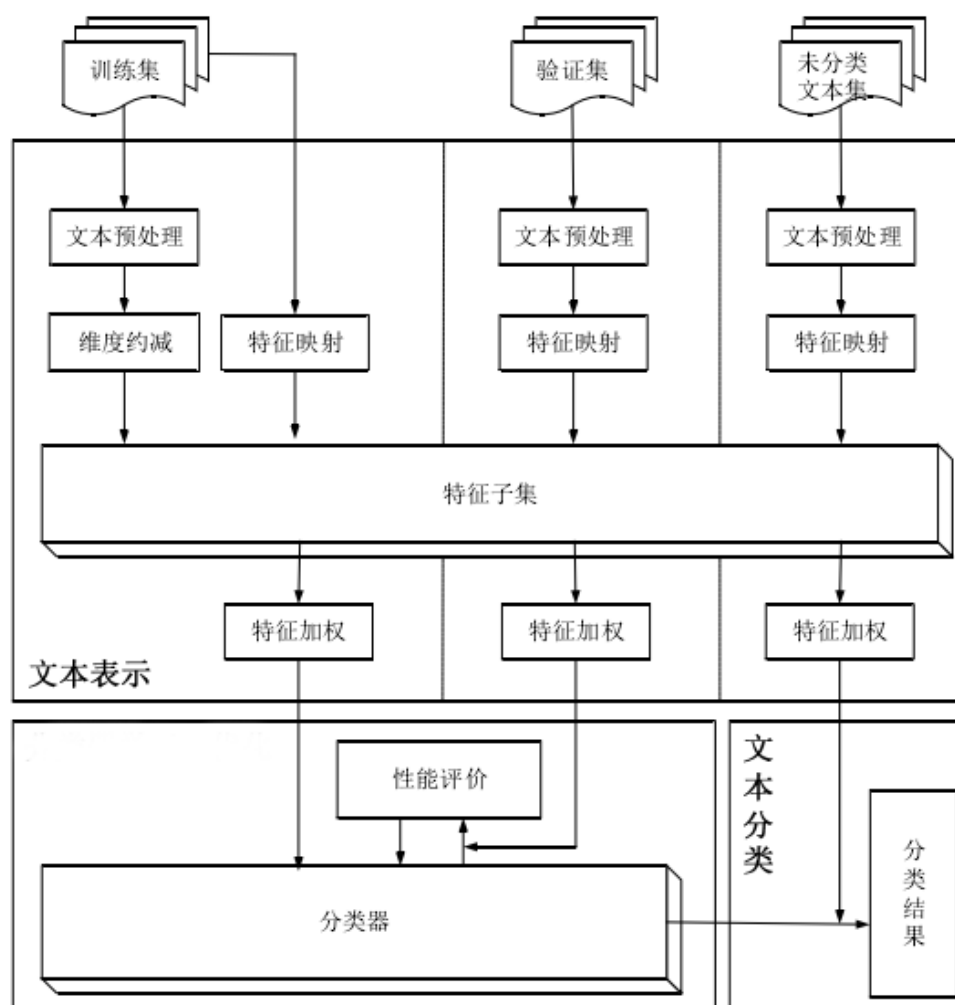 训练集
验证集
未分类
文本集
文本预处理
文本预处理
文本预处理
维度约减
特征映射
特征映射
特征映射
特征子集
特征加权
特征加权
特征加权
文本表示
性能评价
文本分类
分类器
分类结果